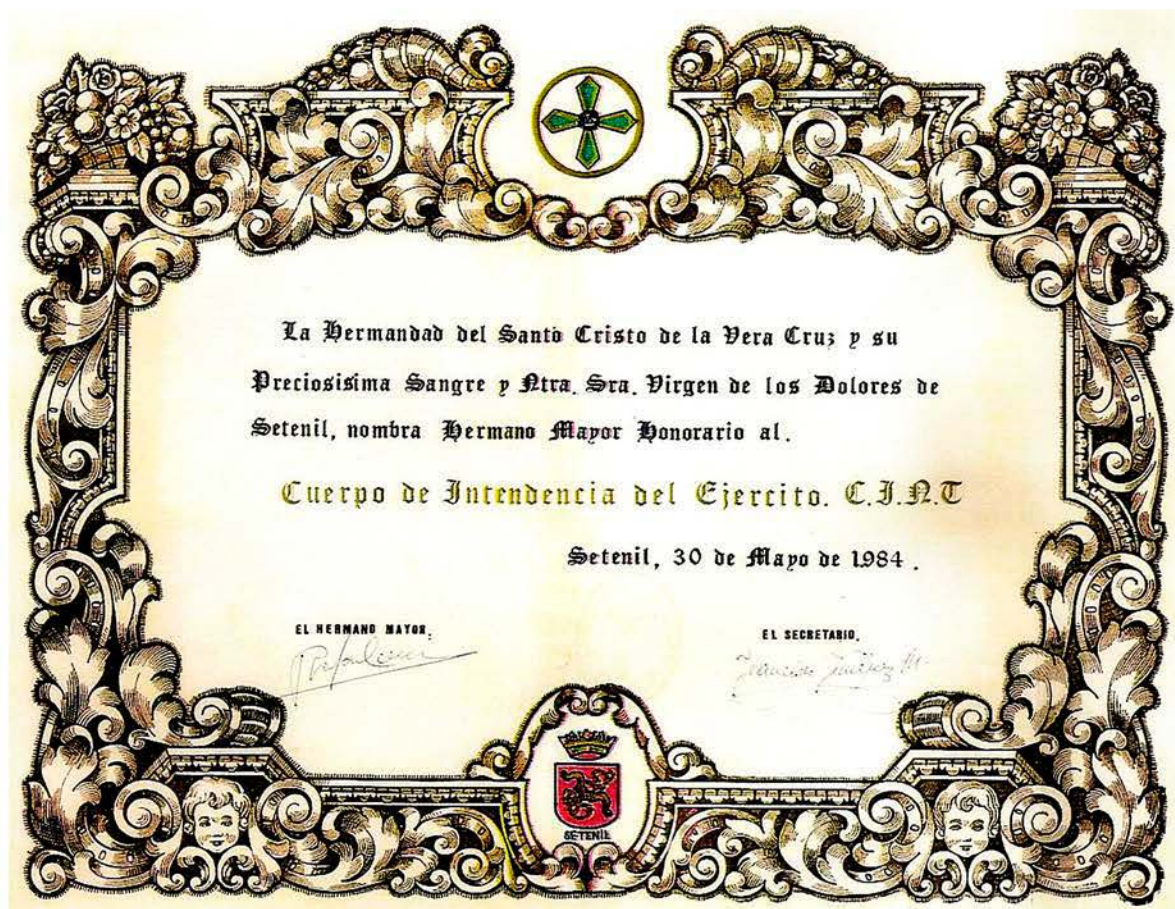 La Hermandad del Santo Cristo de la Vera Cruz y su
Preciosisima Sangre y Ntra. Sra. Virgen de los Dolores de
Setenil, nombra Hermano Mayor Honorario al.
Cuerpo de Intendencia del Ejercito. C.I.N.T
Setenil, 30 de Mayo de 1984.
EL HERMANO MAYOR.
EL SECRETARIO.
Francisco
SETENIL